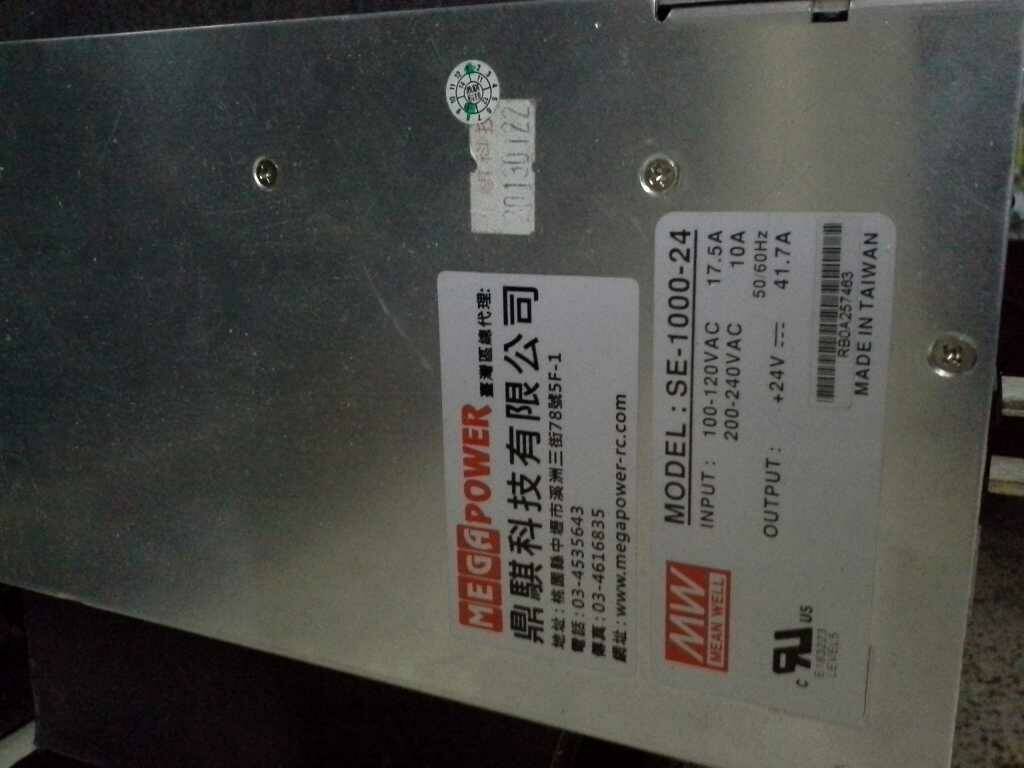 20130122
MEGAPOWER 臺灣區總代理:
鼎騏科技有限公司
地址:桃園縣中壢市溪洲三街78號5F-1
電話:03-4535643
傳真:03-4616835
網址:www.megapower-rc.com
MW
MEAN WELL
MODEL : SE-1000-24
INPUT : 100-120VAC 17.5A
200-240VAC 10A
50/60Hz
OUTPUT : +24V 41.7A
RB0A257463
MADE IN TAIWAN
C UL US
E183223
LEVEL5